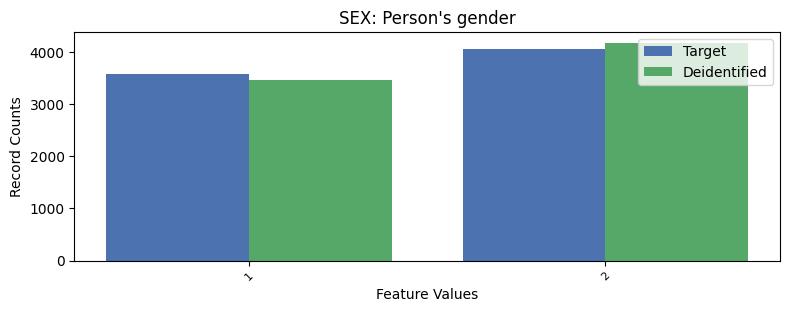 SEX: Person's gender
Target
Deidentified
Record Counts
4000
3000
2000
1000
0
1
2
Feature Values